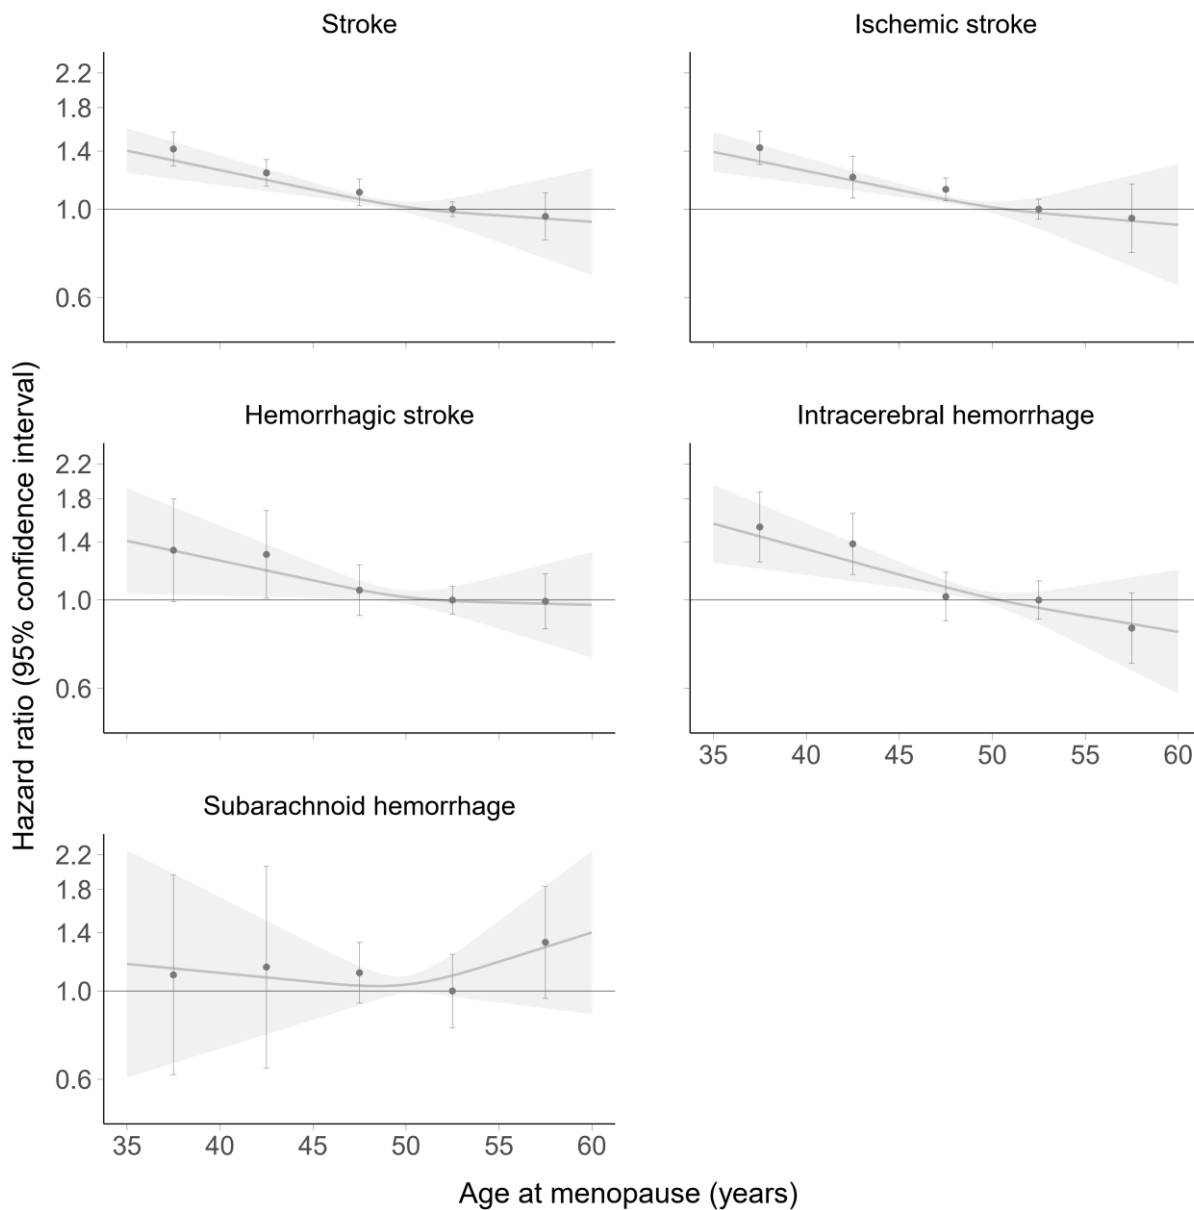 Stroke
Ischemic stroke
2.2
1.8
1.4
1.0
0.6
Hemorrhagic stroke
Intracerebral hemorrhage
2.2
1.8
1.4
1.0
0.6
35 40 45 50 55 60
Subarachnoid hemorrhage
2.2
1.8
1.4
1.0
0.6
35 40 45 50 55 60
Hazard ratio (95% confidence interval)
Age at menopause (years)